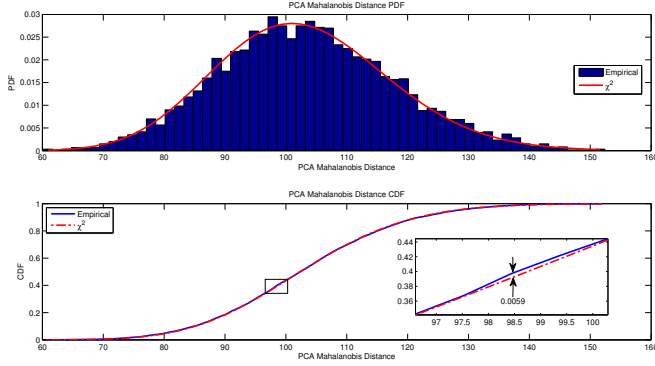 PCA Mahalanobis Distance PDF
0.03
0.025
0.02
0.015
0.01
0.005
0
PDF
Empirical
χ²
60 70 80 90 100 110 120 130 140 150 160
PCA Mahalanobis Distance
PCA Mahalanobis Distance CDF
1
0.8
0.6
0.4
0.2
0
CDF
Empirical
χ²
0.44
0.42
0.4
0.38
0.36
0.0059
97 97.5 98 98.5 99 99.5 100
60 70 80 90 100 110 120 130 140 150 160
PCA Mahalanobis Distance